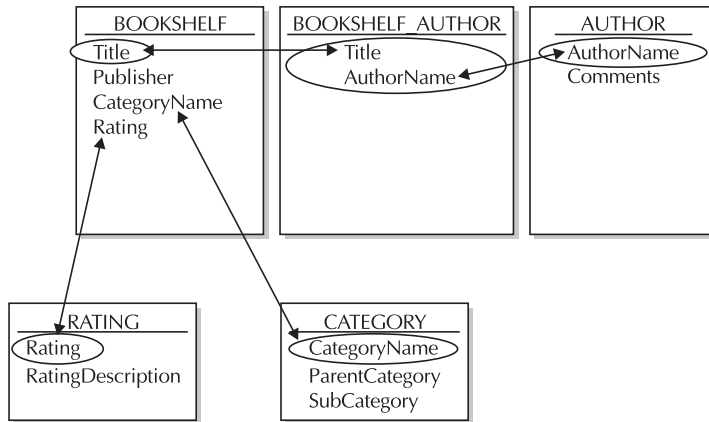 BOOKSHELF
Title
Publisher
CategoryName
Rating
BOOKSHELF_AUTHOR
Title
AuthorName
AUTHOR
AuthorName
Comments
RATING
Rating
RatingDescription
CATEGORY
CategoryName
ParentCategory
SubCategory